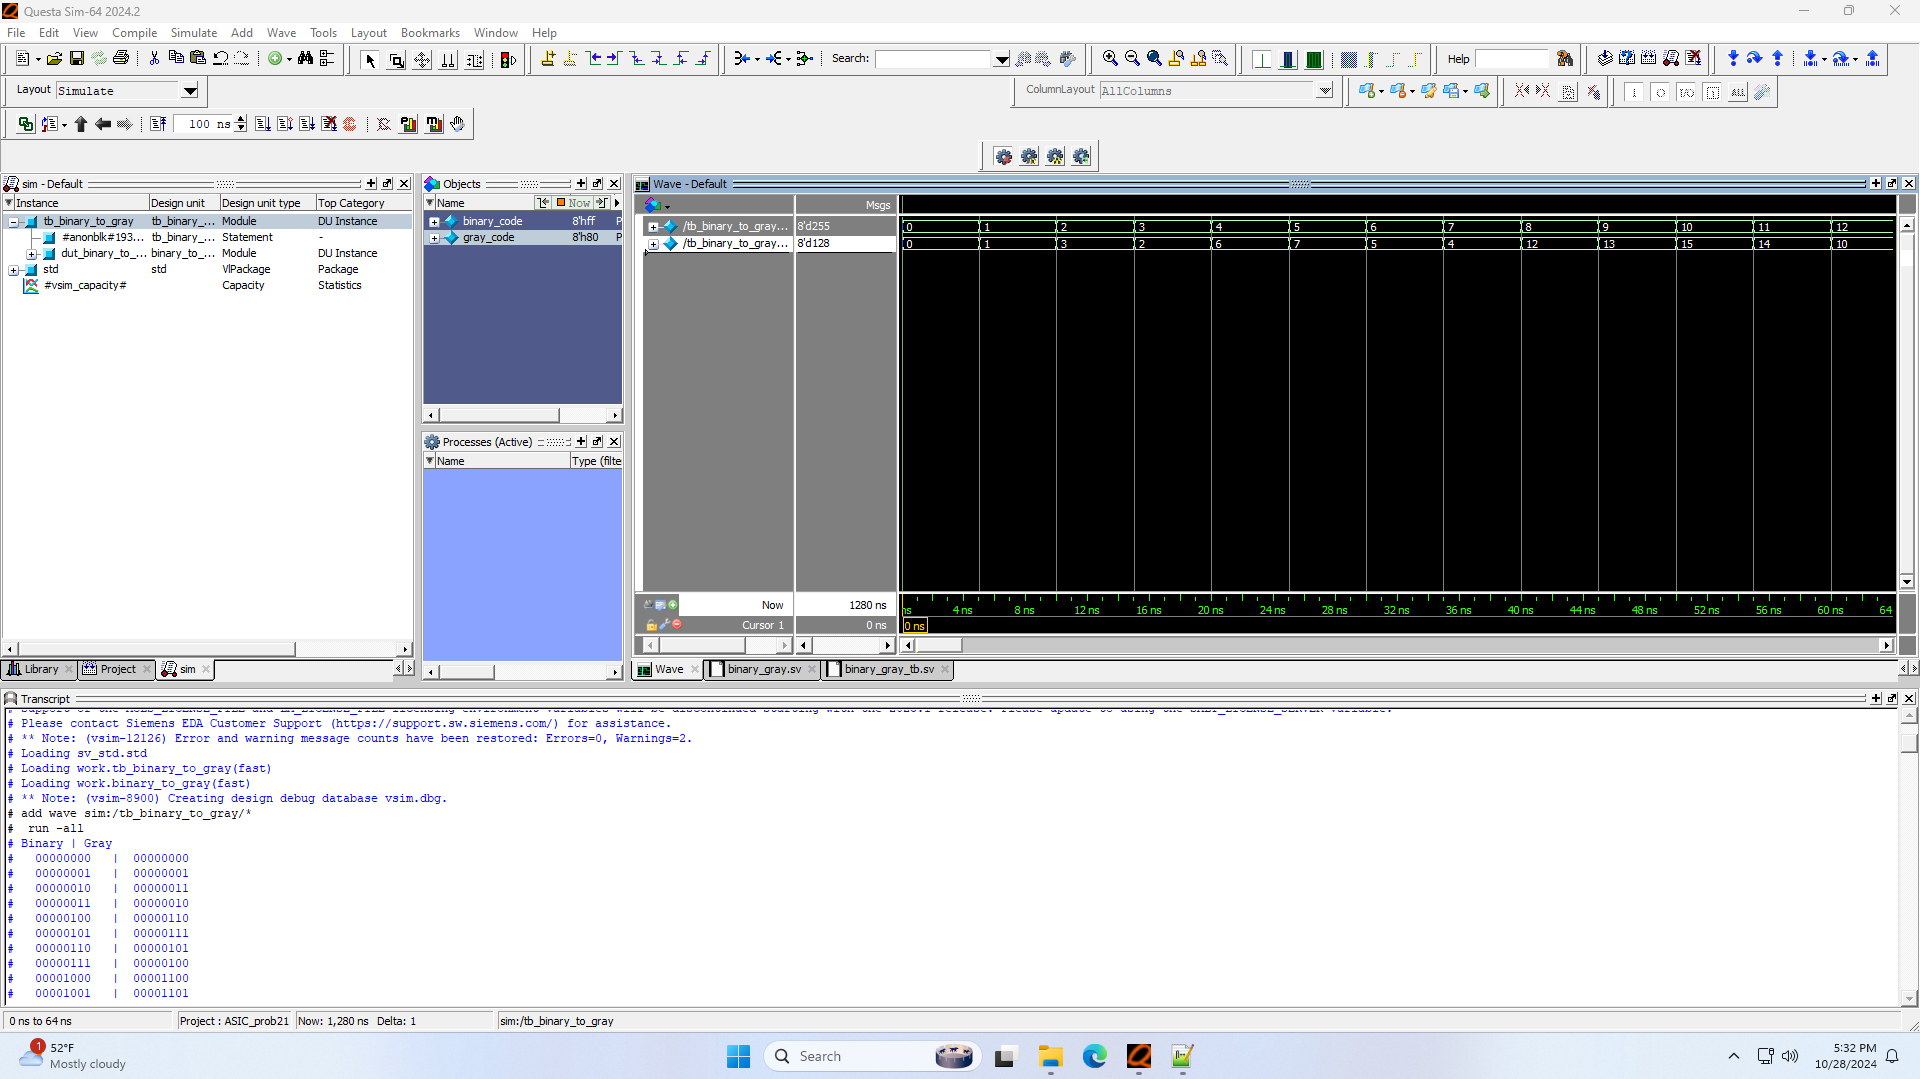 Questa Sim-64 2024.2
File Edit View Compile Simulate Add Wave Tools Layout Bookmarks Window Help
Search:
Help
Layout Simulate
ColumnLayout AllColumns
100 ns
sim - Default
Instance Design unit Design unit type Top Category
tb_binary_to_gray tb_binary_... Module DU Instance
#anonblk#193... tb_binary_... Statement -
dut_binary_to_... binary_to_... Module DU Instance
std std VlPackage Package
#vsim_capacity# Capacity Statistics
Library Project sim
Objects
Name Now
binary_code 8'hff P
gray_code 8'h80 P
Processes (Active)
Name Type (filte
Wave - Default
Msgs
/tb_binary_to_gray... 8'd255 0 1 2 3 4 5 6 7 8 9 10 11 12
/tb_binary_to_gray... 8'd128 0 1 3 2 6 7 5 4 12 13 15 14 10
Now 1280 ns ns 4 ns 8 ns 12 ns 16 ns 20 ns 24 ns 28 ns 32 ns 36 ns 40 ns 44 ns 48 ns 52 ns 56 ns 60 ns 64
Cursor 1 0 ns 0 ns
Wave binary_gray.sv binary_gray_tb.sv
Transcript
# Please contact Siemens EDA Customer Support (https://support.sw.siemens.com/) for assistance.
# ** Note: (vsim-12126) Error and warning message counts have been restored: Errors=0, Warnings=2.
# Loading sv_std.std
# Loading work.tb_binary_to_gray(fast)
# Loading work.binary_to_gray(fast)
# ** Note: (vsim-8900) Creating design debug database vsim.dbg.
# add wave sim:/tb_binary_to_gray/*
# run -all
# Binary | Gray
# 00000000 | 00000000
# 00000001 | 00000001
# 00000010 | 00000011
# 00000011 | 00000010
# 00000100 | 00000110
# 00000101 | 00000111
# 00000110 | 00000101
# 00000111 | 00000100
# 00001000 | 00001100
# 00001001 | 00001101
0 ns to 64 ns Project : ASIC_prob21 Now: 1,280 ns Delta: 1 sim:/tb_binary_to_gray
1 52°F
Mostly cloudy
Search
5:32 PM
10/28/2024